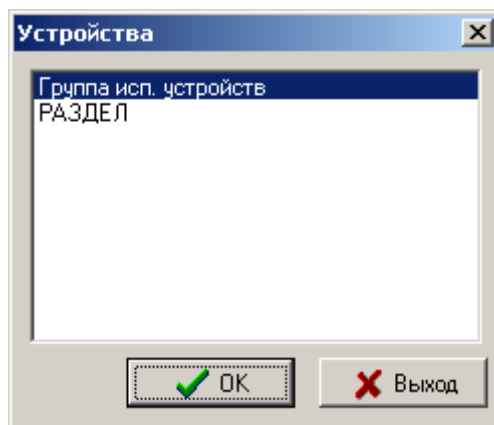 Устройства
Группа исп. устройств
РАЗДЕЛ
OK
Выход